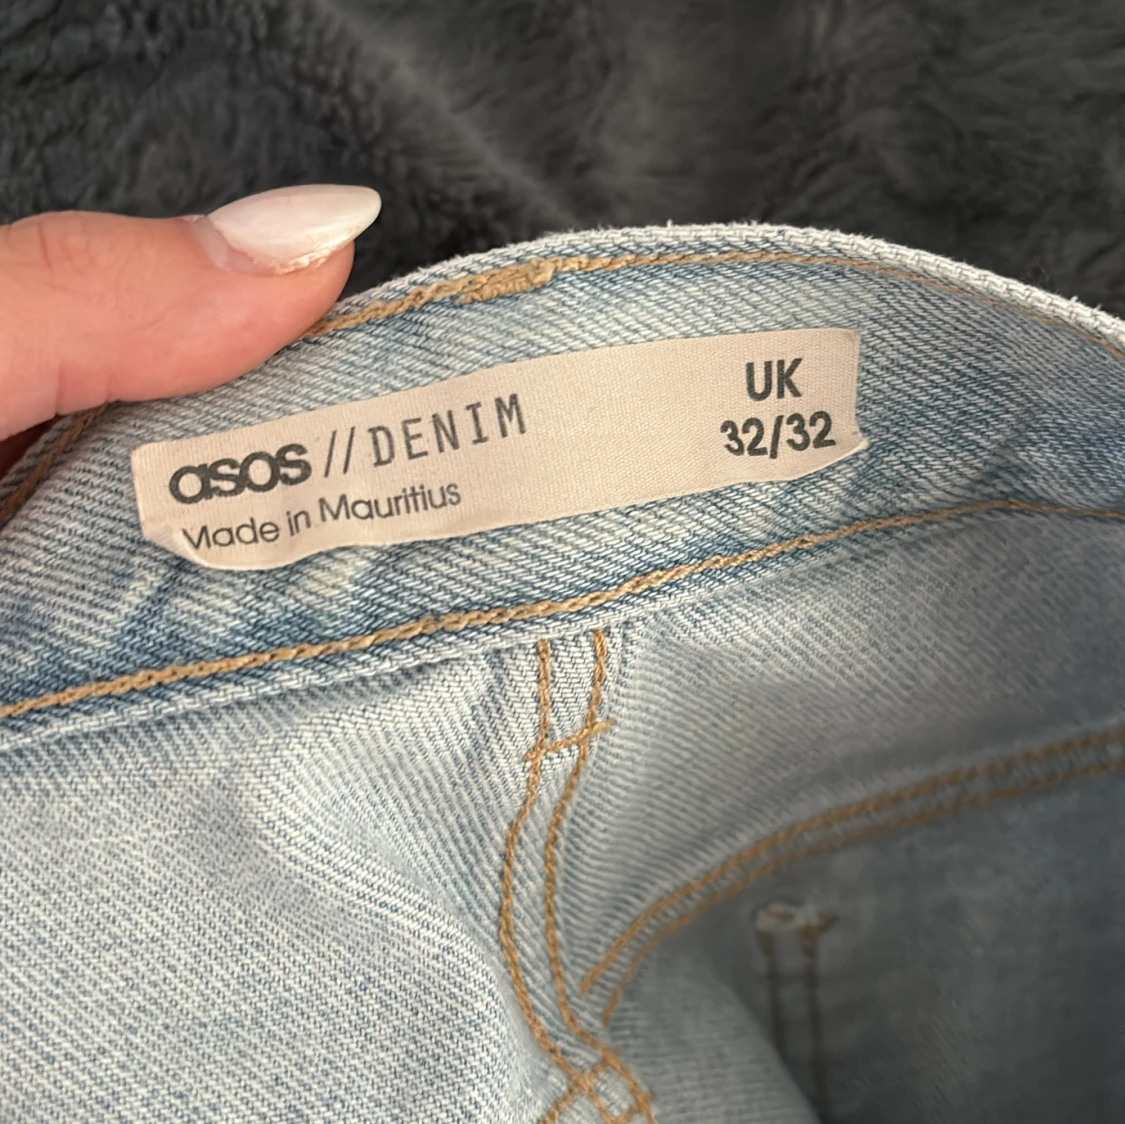 asos // DENIM
Made in Mauritius
UK
32/32